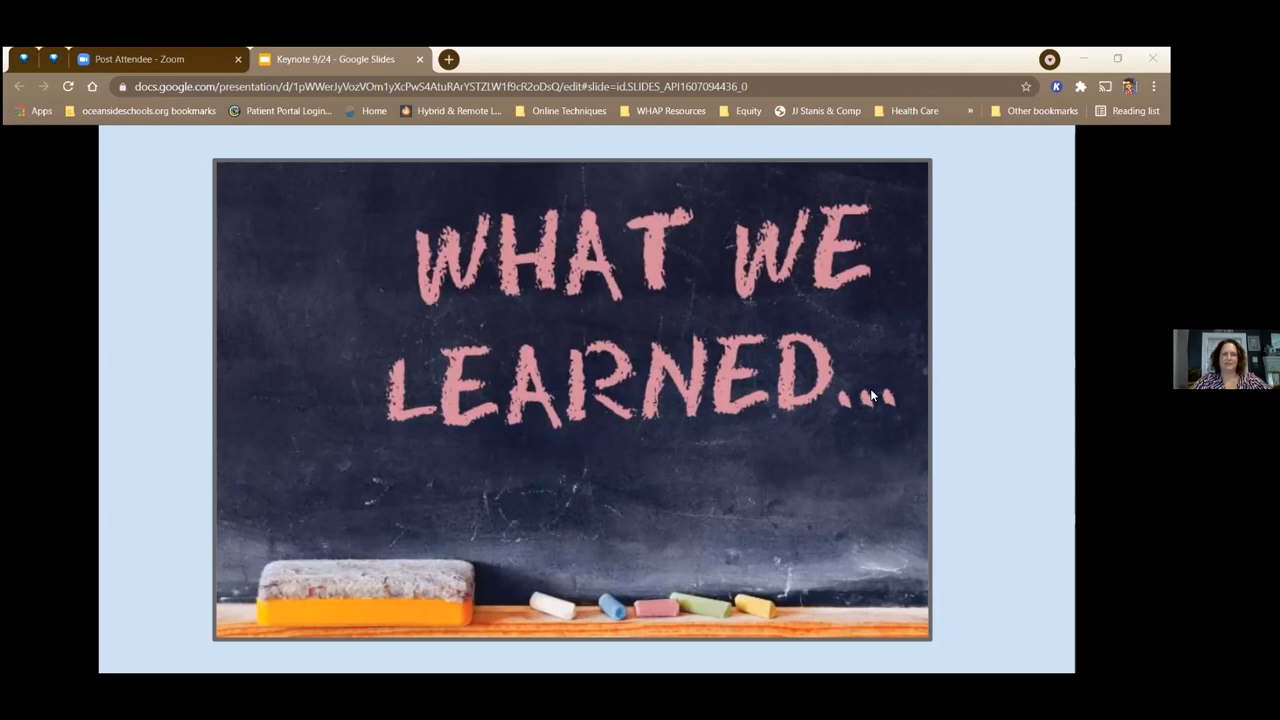 Post Attendee - Zoom
Keynote 9/24 - Google Slides
docs.google.com/presentation/d/1pWWerJyVozVOm1yXcPwS4AtuRArYSTZLW1f9cR2oDsQ/edit#slide=id.SLIDES_API1607094436_0
Apps oceansideschools.org bookmarks Patient Portal Login... Home Hybrid & Remote L... Online Techniques WHAP Resources Equity JJ Stanis & Comp Health Care » Other bookmarks Reading list
WHAT WE
LEARNED...